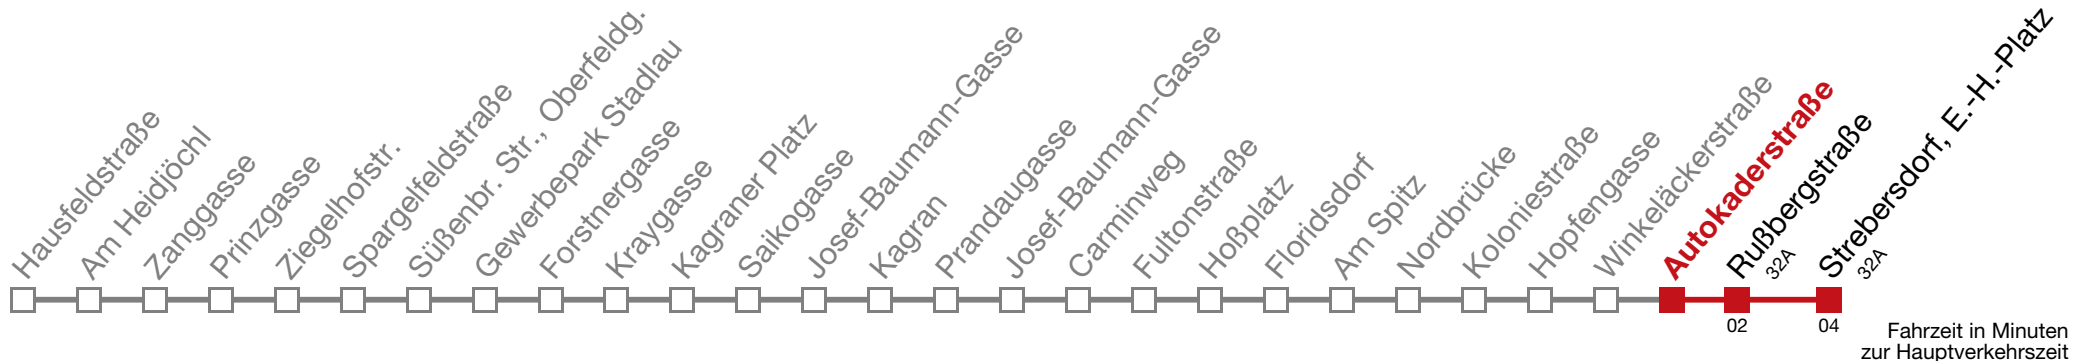 Hausfeldstraße
Am Heidjöchl
Zanggasse
Prinzgasse
Ziegelhofstr.
Spargelfeldstraße
Süßenbr. Str., Oberfeldg.
Gewerbepark Stadlau
Forstnergasse
Kraygasse
Kagraner Platz
Saikogasse
Josef-Baumann-Gasse
Kagran
Prandaugasse
Josef-Baumann-Gasse
Carminweg
Fultonstraße
Hoßplatz
Floridsdorf
Am Spitz
Nordbrücke
Koloniestraße
Hopfengasse
Winkeläckerstraße
Autokaderstraße
Rußbergstraße
32A
Strebersdorf, E.-H.-Platz
32A
02
04
Fahrzeit in Minuten
zur Hauptverkehrszeit